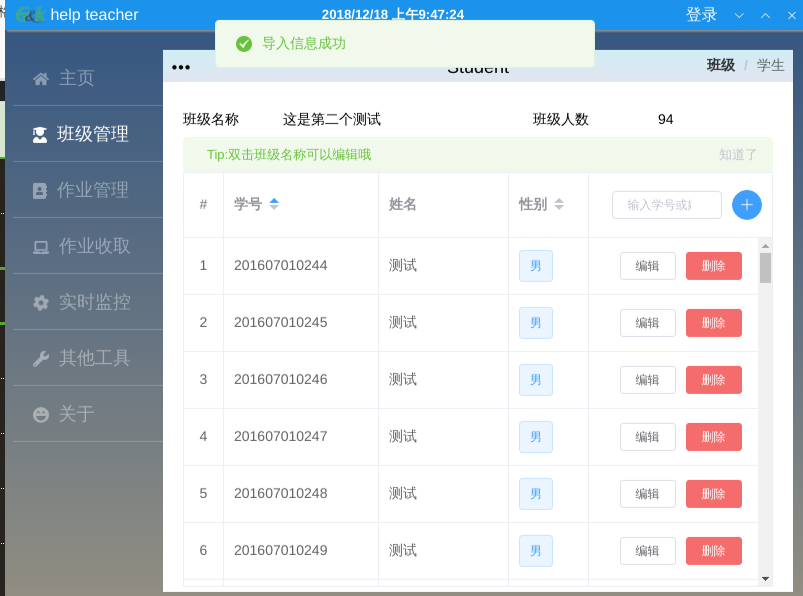 help teacher 2018/12/18 上午9:47:24 登录
导入信息成功
Student 班级 / 学生
主页
班级管理
作业管理
作业收取
实时监控
其他工具
关于
班级名称 这是第二个测试 班级人数 94
Tip:双击班级名称可以编辑哦 知道了
# 学号 姓名 性别 输入学号或
1 201607010244 测试 男 编辑 删除
2 201607010245 测试 男 编辑 删除
3 201607010246 测试 男 编辑 删除
4 201607010247 测试 男 编辑 删除
5 201607010248 测试 男 编辑 删除
6 201607010249 测试 男 编辑 删除